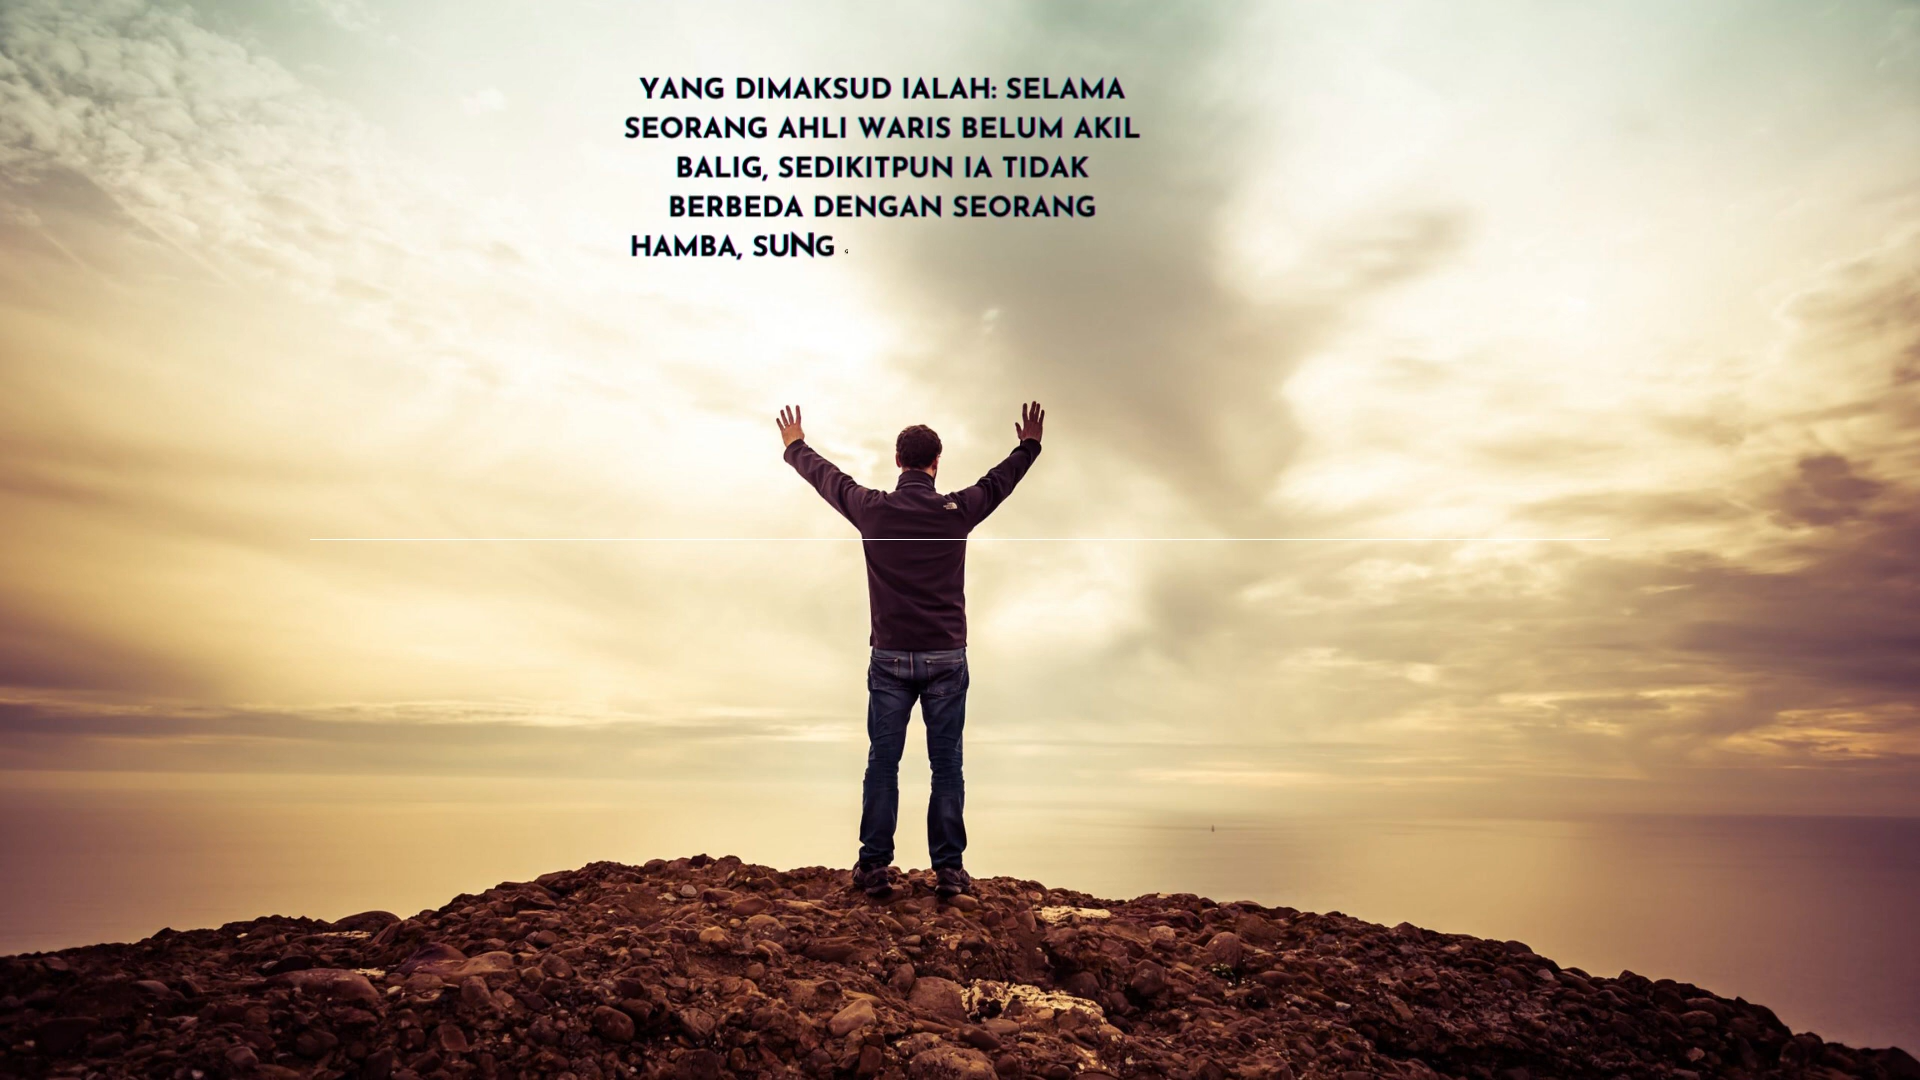 YANG DIMAKSUD IALAH: SELAMA
SEORANG AHLI WARIS BELUM AKIL
BALIG, SEDIKITPUN IA TIDAK
BERBEDA DENGAN SEORANG
HAMBA, SUNG